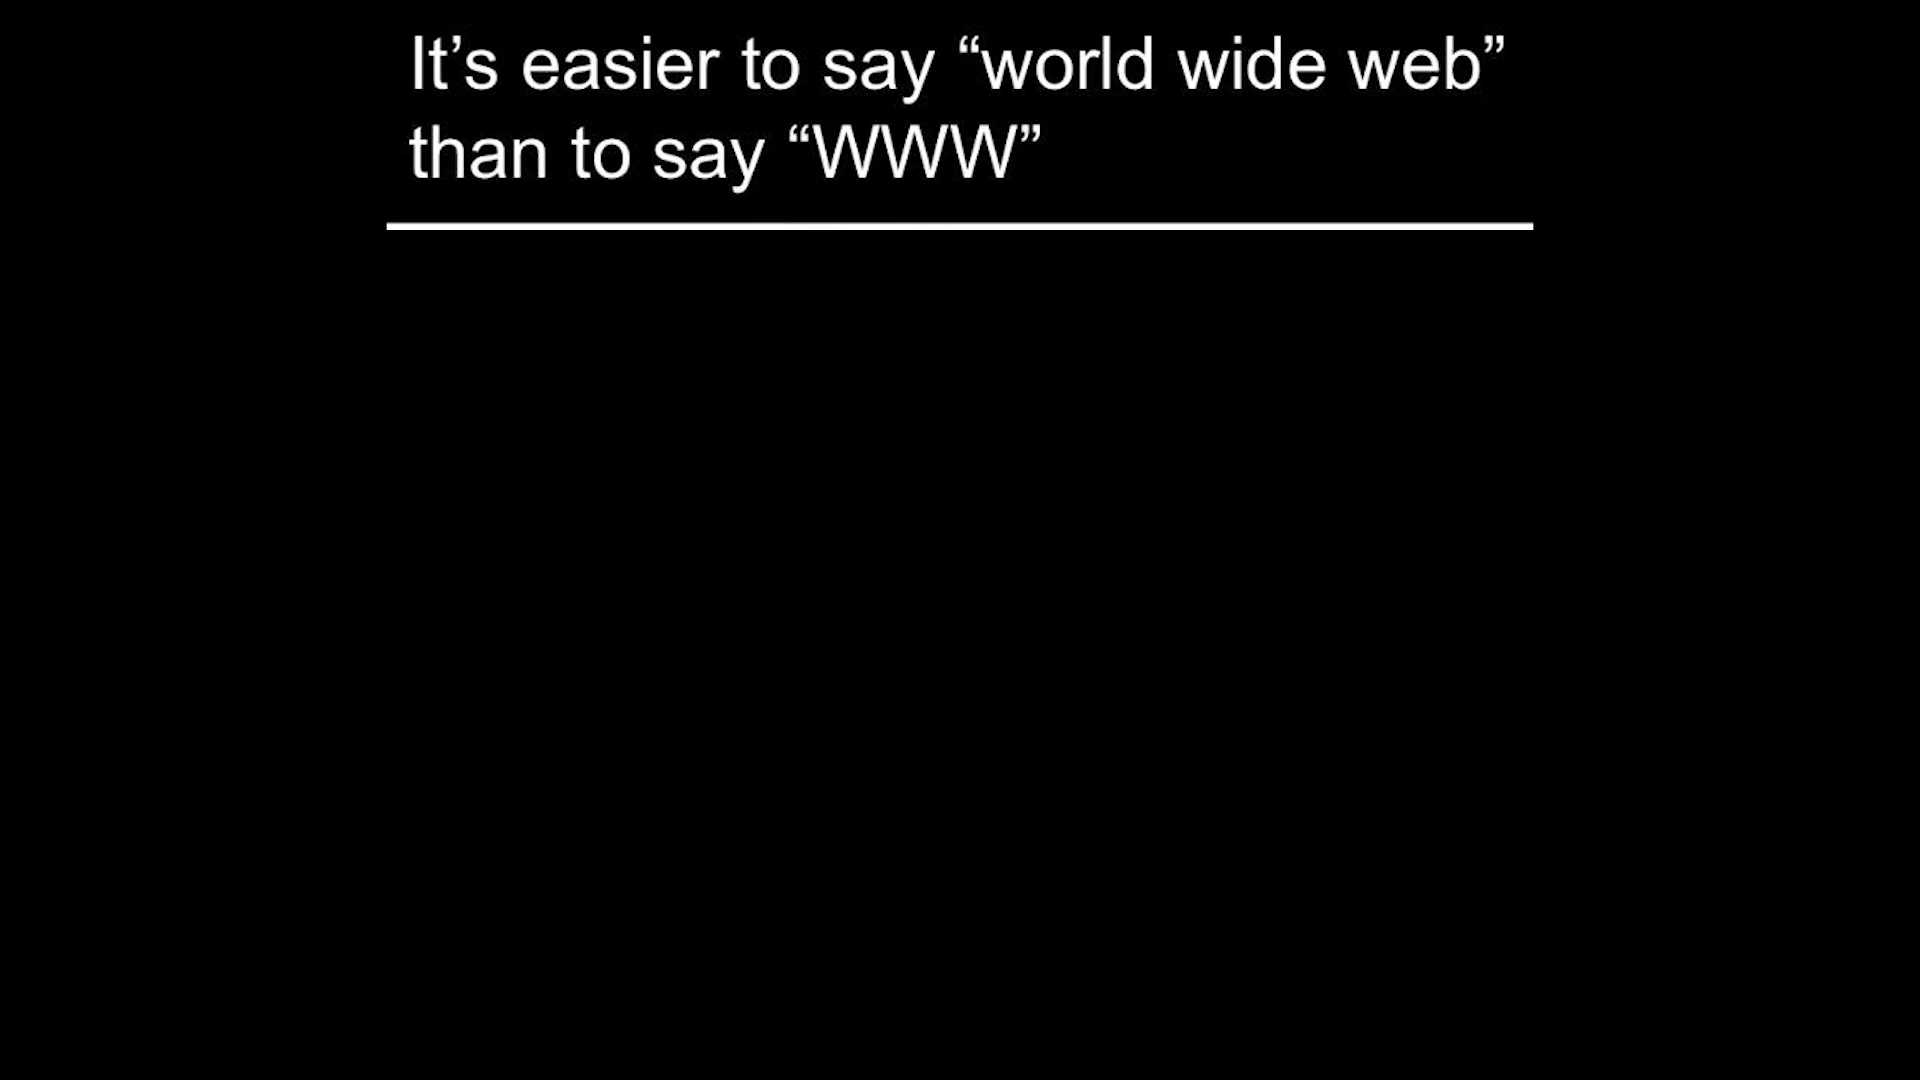 It’s easier to say “world wide web”
than to say “WWW”